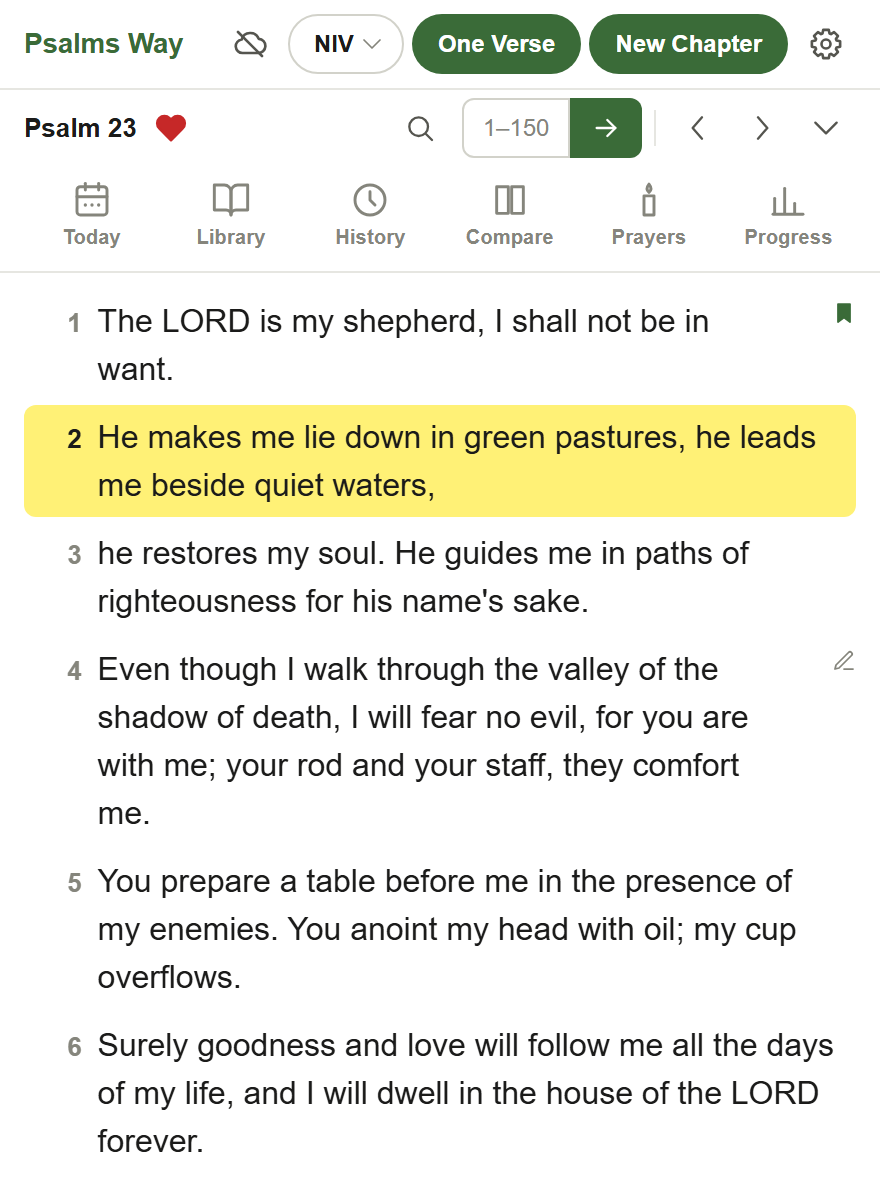 Psalms Way
NIV
One Verse
New Chapter
Psalm 23
1–150
Today
Library
History
Compare
Prayers
Progress
1 The LORD is my shepherd, I shall not be in
want.
2 He makes me lie down in green pastures, he leads
me beside quiet waters,
3 he restores my soul. He guides me in paths of
righteousness for his name's sake.
4 Even though I walk through the valley of the
shadow of death, I will fear no evil, for you are
with me; your rod and your staff, they comfort
me.
5 You prepare a table before me in the presence of
my enemies. You anoint my head with oil; my cup
overflows.
6 Surely goodness and love will follow me all the days
of my life, and I will dwell in the house of the LORD
forever.